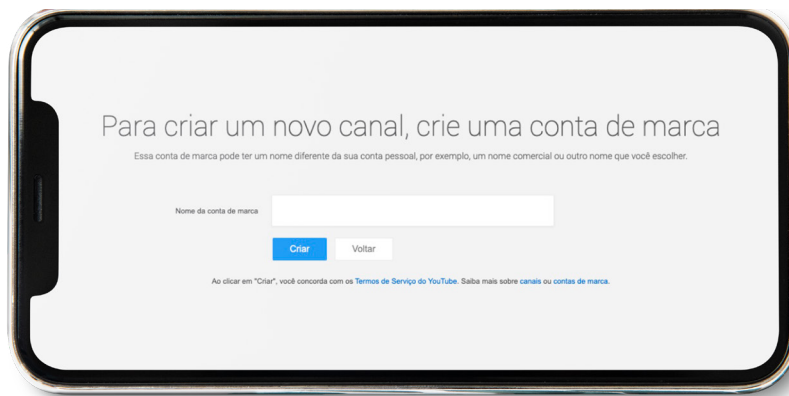 Para criar um novo canal, crie uma conta de marca
Essa conta de marca pode ter um nome diferente da sua conta pessoal, por exemplo, um nome comercial ou outro nome que você escolher.
Nome da conta de marca
Criar Voltar
Ao clicar em "Criar", você concorda com os Termos de Serviço do YouTube. Saiba mais sobre canais ou contas de marca.